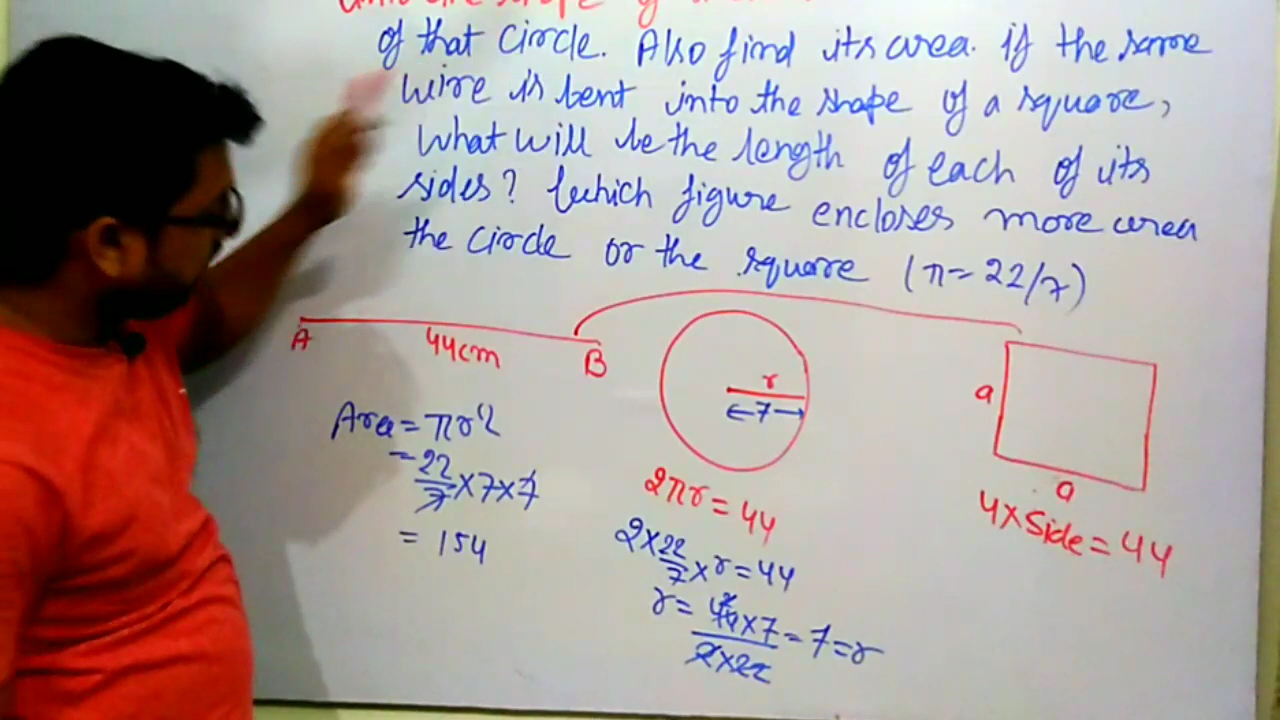 of that circle. Also find its area. if the same
wire is bent into the shape of a square,
what will be the length of each of its
sides? which figure encloses more area
the circle or the square (π= 22/7)
A
44cm
B
r
←7→
a
a
Area = πr²
= 22/7 × 7 × 7
= 154
2πr = 44
2 × 22/7 × r = 44
r = 44 × 7 / 2 × 22 = 7 = r
4 × Side = 44